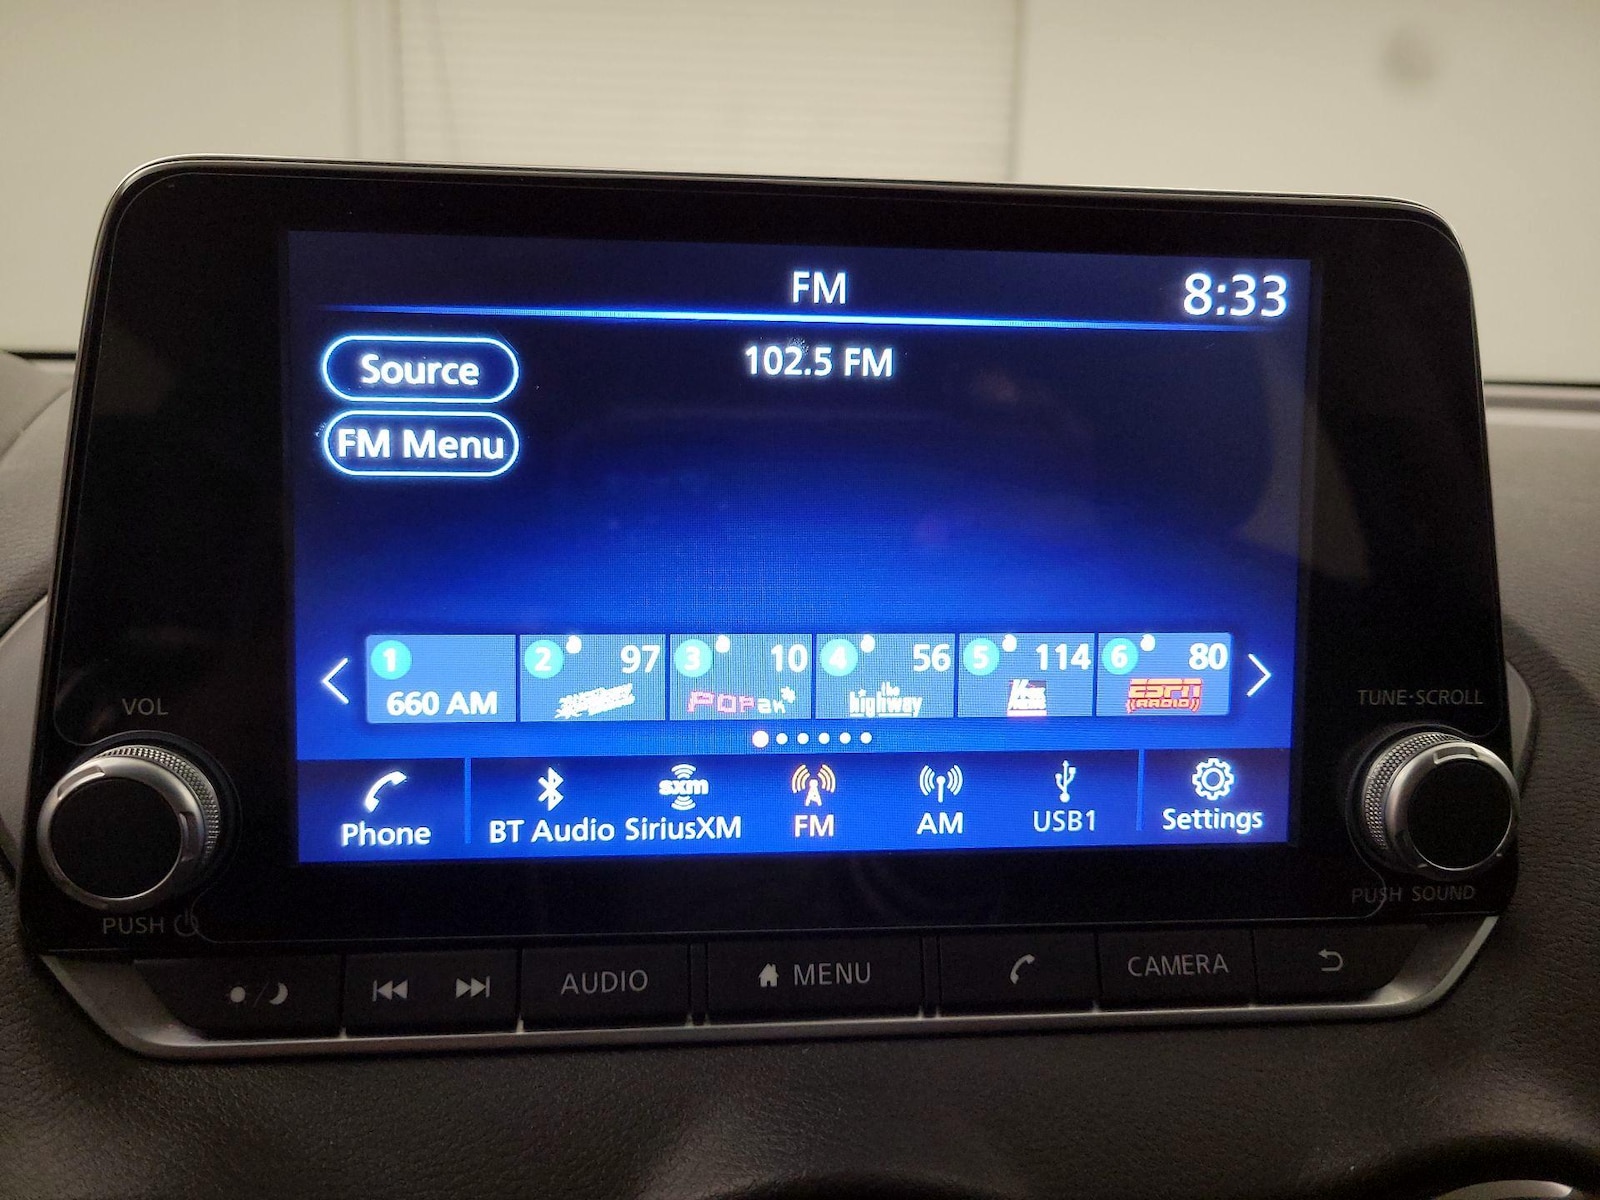 FM
8:33
102.5 FM
Source
FM Menu
1
660 AM
2 97
3 10
POP2K
4 56
the highway
5 114
6 80
ESPN RADIO
Phone
BT Audio
sxm
SiriusXM
FM
AM
USB1
Settings
VOL
PUSH
TUNE·SCROLL
PUSH SOUND
AUDIO
MENU
CAMERA